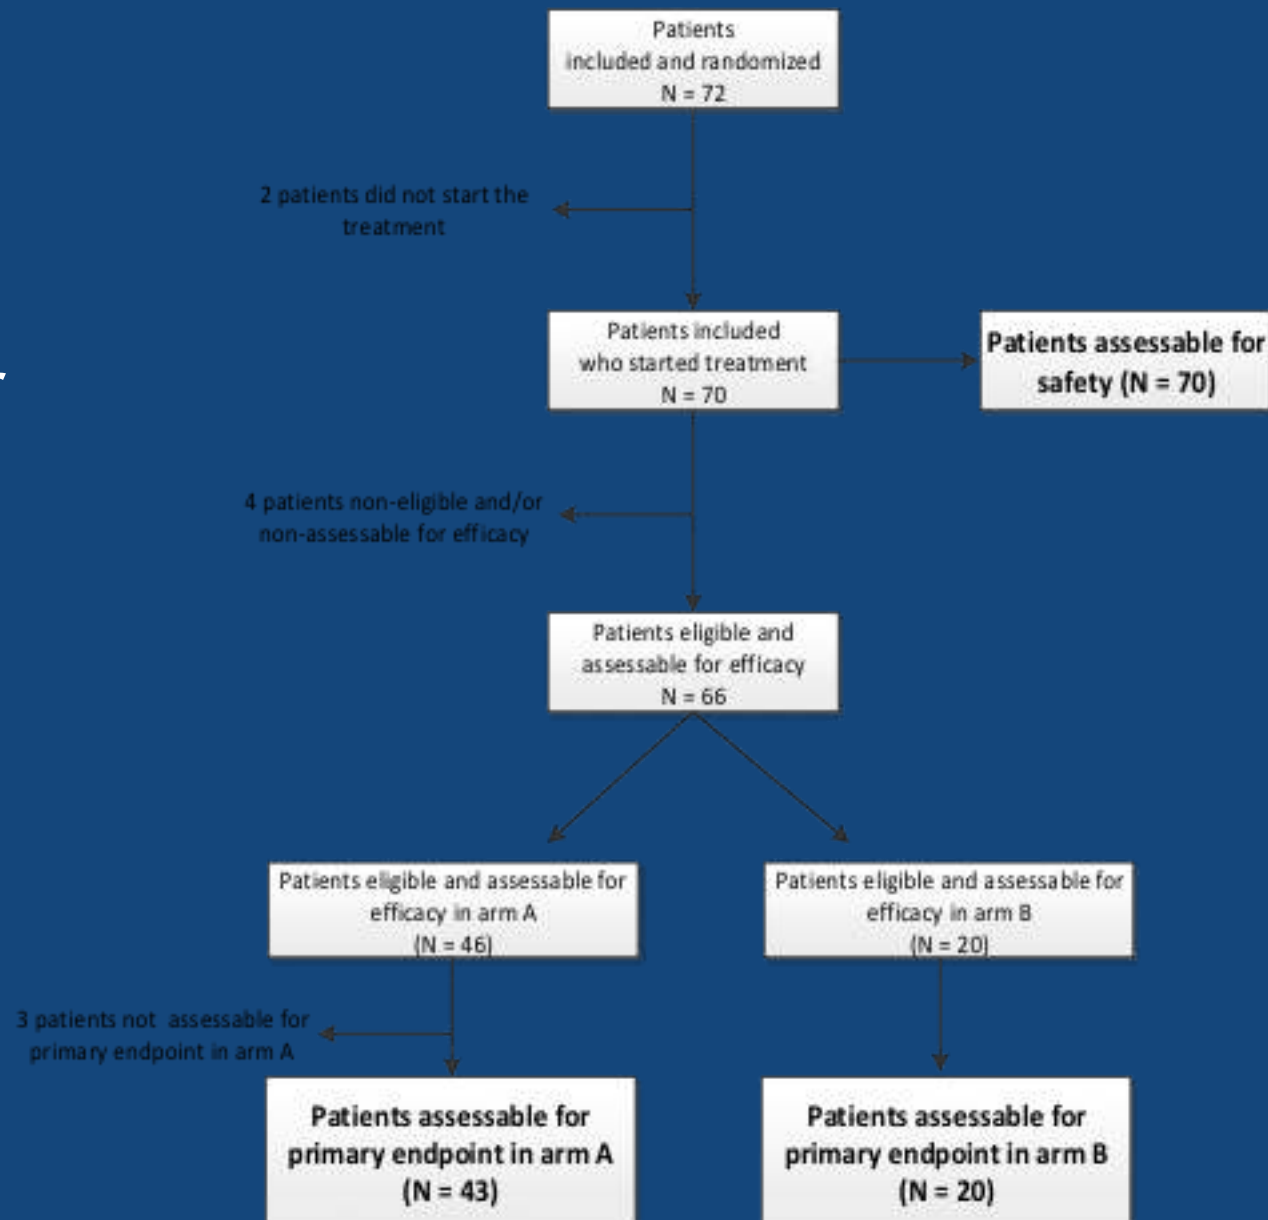 Patients
included and randomized
N = 72
2 patients did not start the
treatment
Patients included
who started treatment
N = 70
Patients assessable for
safety (N = 70)
4 patients non-eligible and/or
non-assessable for efficacy
Patients eligible and
assessable for efficacy
N = 66
Patients eligible and assessable for
efficacy in arm A
(N = 46)
Patients eligible and assessable for
efficacy in arm B
(N = 20)
3 patients not assessable for
primary endpoint in arm A
Patients assessable for
primary endpoint in arm A
(N = 43)
Patients assessable for
primary endpoint in arm B
(N = 20)